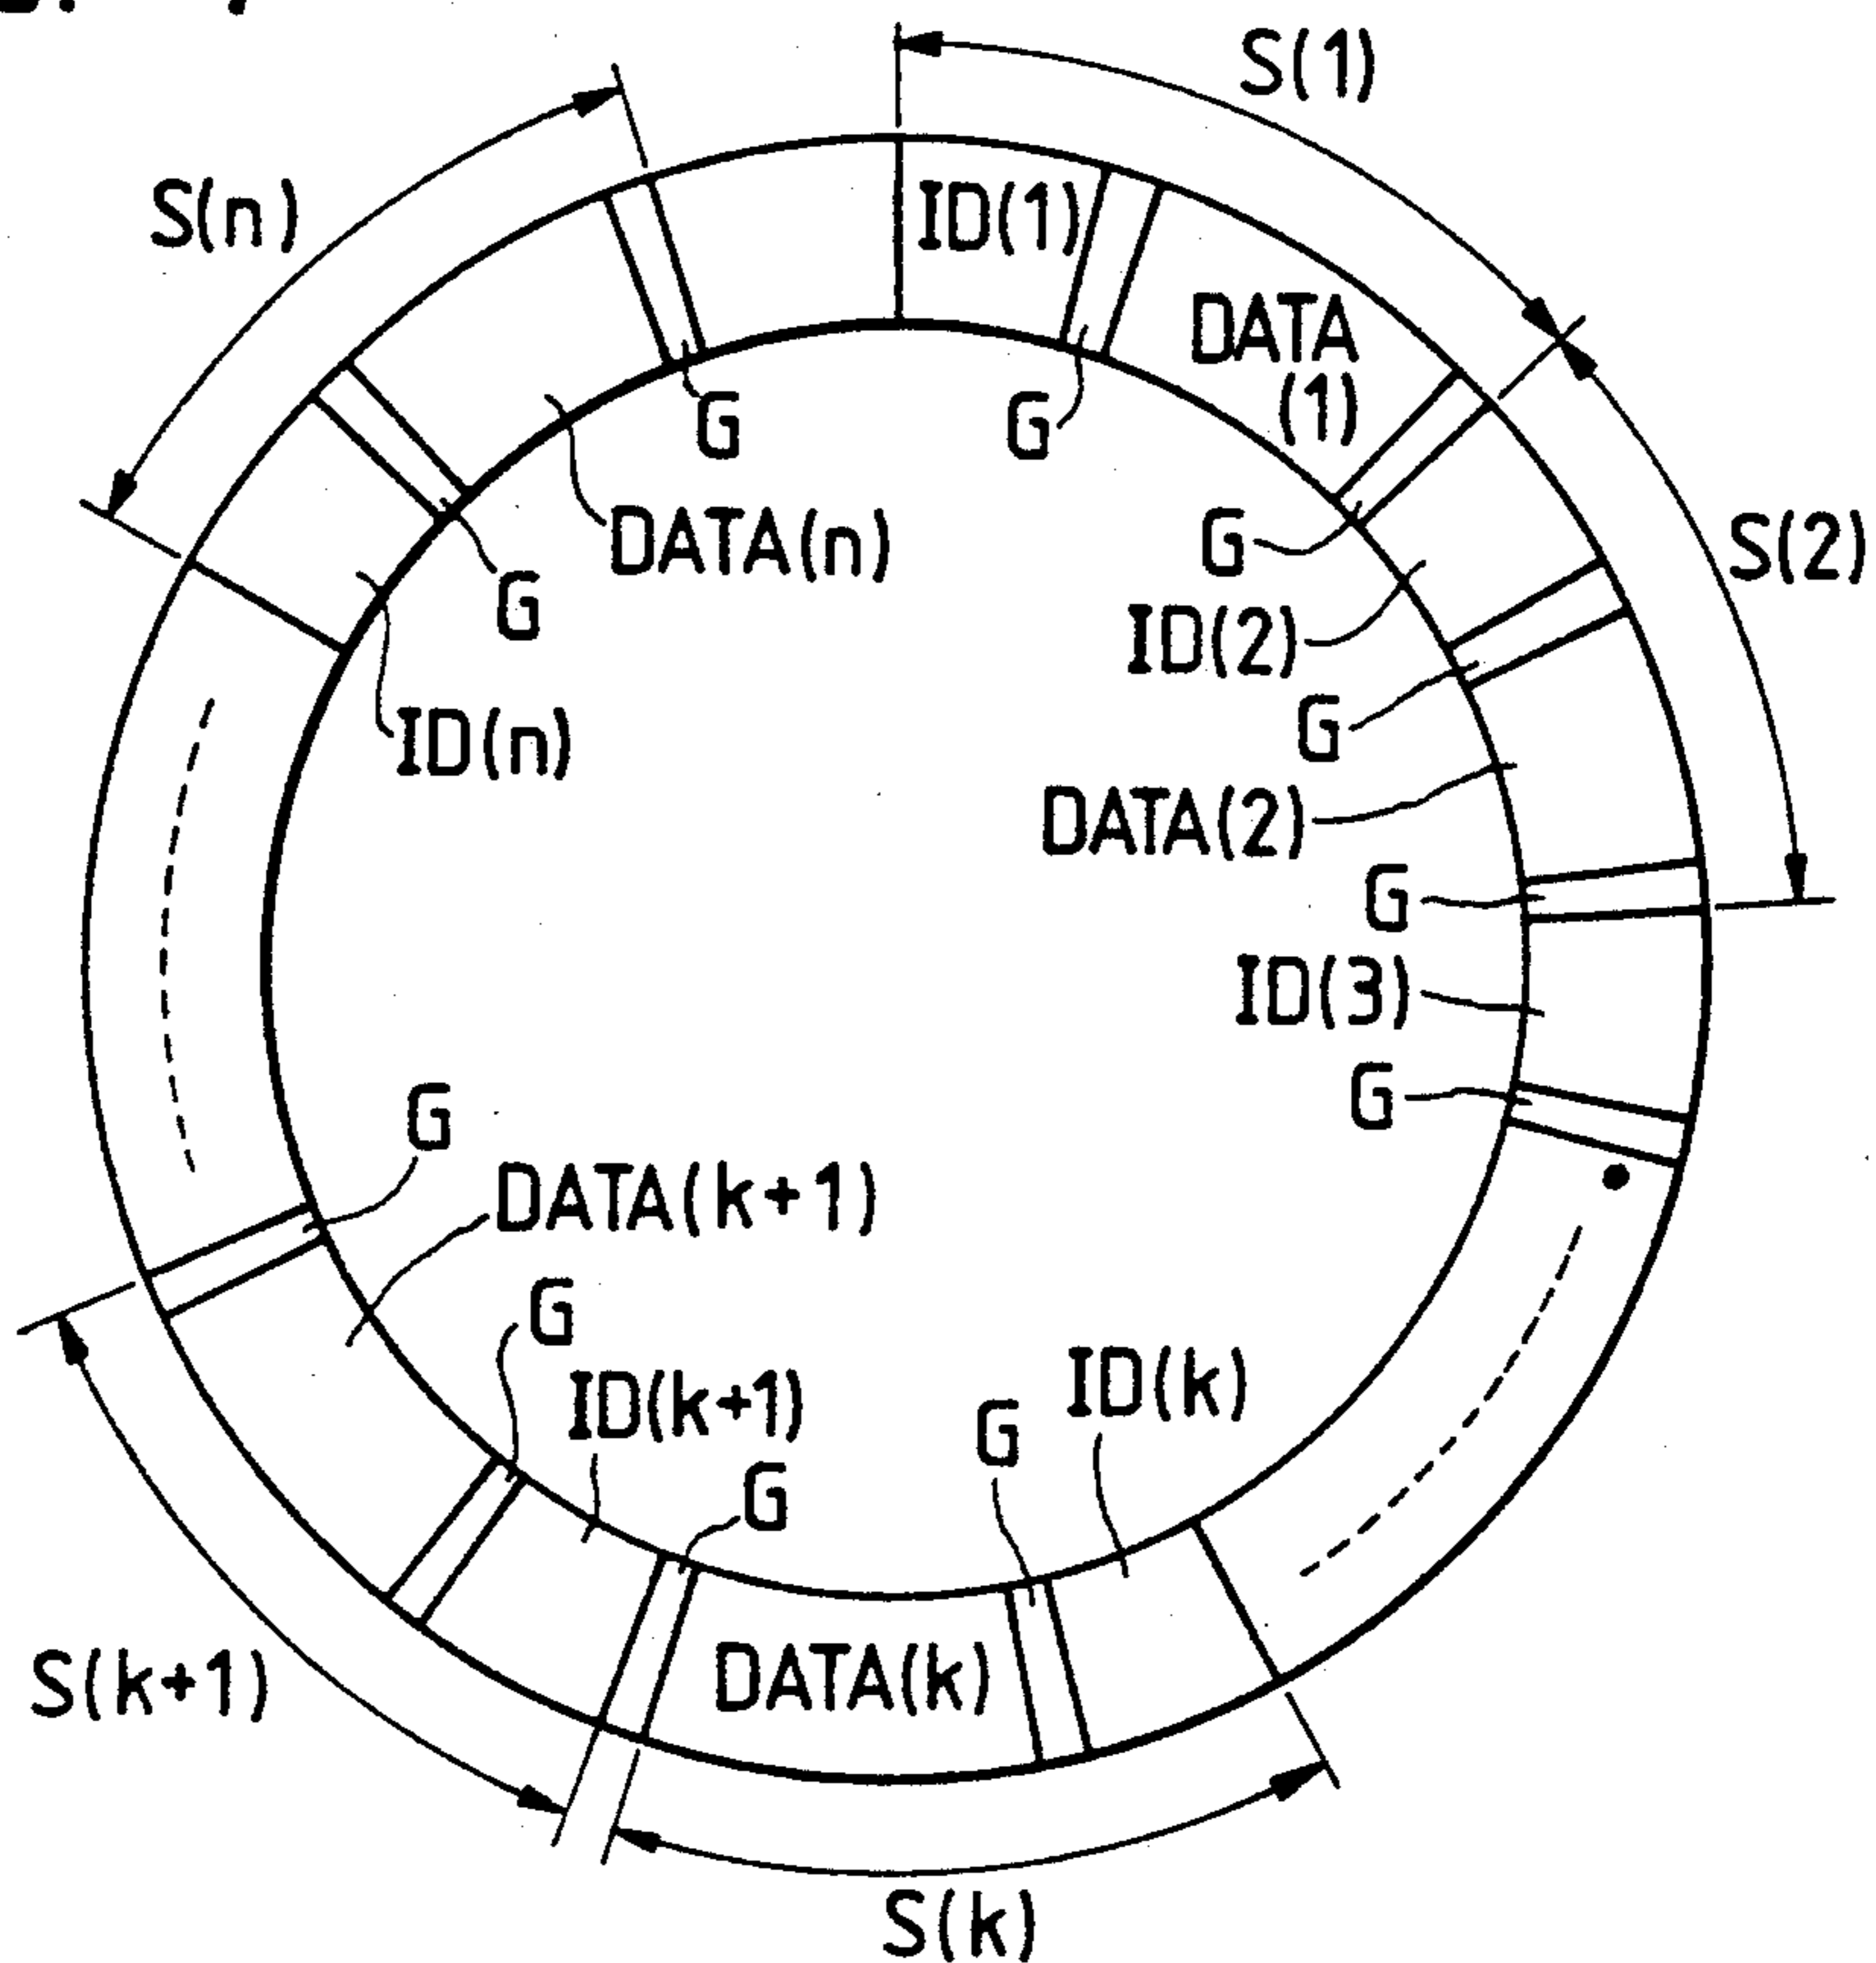 S(1)
S(n)
ID(1)
DATA
(1)
G
G
DATA(n)
G
S(2)
G
ID(2)
G
ID(n)
DATA(2)
G
ID(3)
G
G
DATA(k+1)
G
ID(k+1)
ID(k)
G
G
DATA(k)
S(k+1)
S(k)